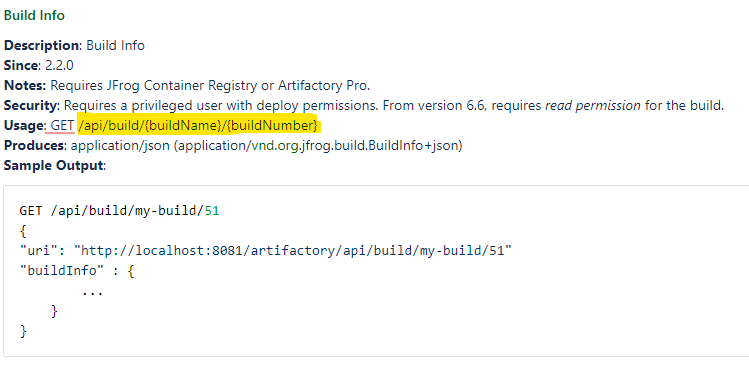 Build Info
Description: Build Info
Since: 2.2.0
Notes: Requires JFrog Container Registry or Artifactory Pro.
Security: Requires a privileged user with deploy permissions. From version 6.6, requires read permission for the build.
Usage: GET /api/build/{buildName}/{buildNumber}
Produces: application/json (application/vnd.org.jfrog.build.BuildInfo+json)
Sample Output:
GET /api/build/my-build/51
{
"uri": "http://localhost:8081/artifactory/api/build/my-build/51"
"buildInfo" : {
...
}
}